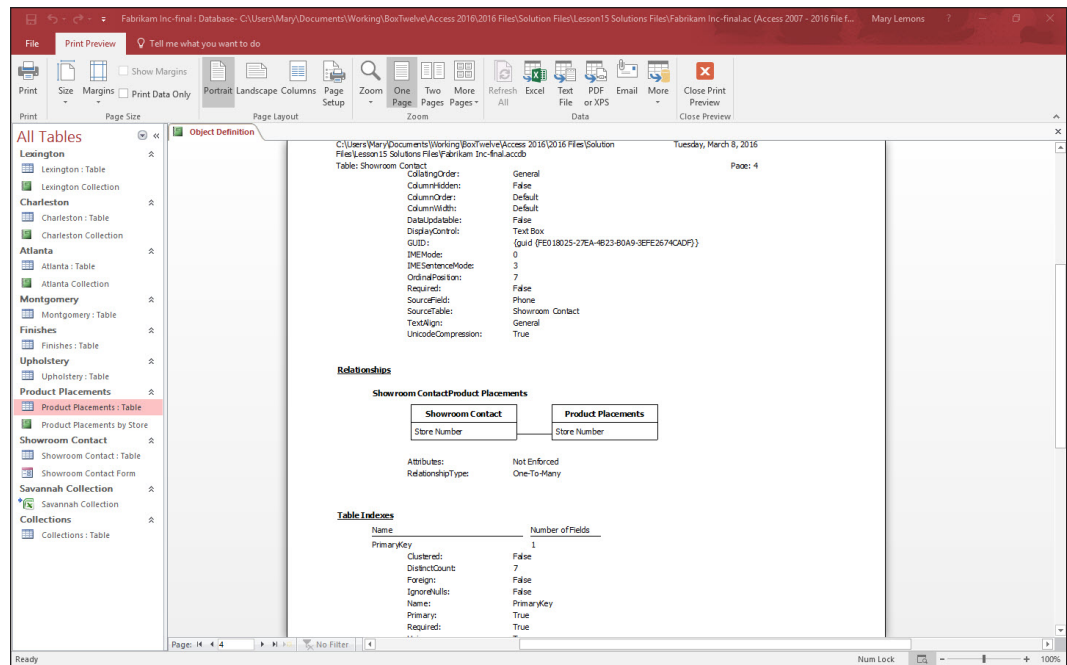 Fabrikam Inc-final : Database- C:\Users\Mary\Documents\Working\BoxTwelve\Access 2016\2016 Files\Solution Files\Lesson15 Solutions Files\Fabrikam Inc-final.ac (Access 2007 - 2016 file f... Mary Lemons ?
File Print Preview Tell me what you want to do
Print Size Margins Show Margins Print Data Only Portrait Landscape Columns Page Setup Zoom One Page Two Pages More Pages Refresh All Excel Text File PDF or XPS Email More Close Print Preview
Print Page Size Page Layout Zoom Data Close Preview
All Tables
Lexington
Lexington : Table
Lexington Collection
Charleston
Charleston : Table
Charleston Collection
Atlanta
Atlanta : Table
Atlanta Collection
Montgomery
Montgomery : Table
Finishes
Finishes : Table
Upholstery
Upholstery : Table
Product Placements
Product Placements : Table
Product Placements by Store
Showroom Contact
Showroom Contact : Table
Showroom Contact Form
Savannah Collection
Savannah Collection
Collections
Collections : Table
Object Definition
C:\Users\Mary\Documents\Working\BoxTwelve\Access 2016\2016 Files\Solution Tuesday, March 8, 2016
Files\Lesson15 Solutions Files\Fabrikam Inc-final.accdb
Table: Showroom Contact Page: 4
CollatingOrder: General
ColumnHidden: False
ColumnOrder: Default
ColumnWidth: Default
DataUpdatable: False
DisplayControl: Text Box
GUID: {guid {FE018025-27EA-4B23-B0A9-3EFE2674CADF}}
IMEMode: 0
IMESentenceMode: 3
OrdinalPosition: 7
Required: False
SourceField: Phone
SourceTable: Showroom Contact
TextAlign: General
UnicodeCompression: True
Relationships
Showroom ContactProduct Placements
Showroom Contact Product Placements
Store Number Store Number
Attributes: Not Enforced
RelationshipType: One-To-Many
Table Indexes
Name Number of Fields
PrimaryKey 1
Clustered: False
DistinctCount: 7
Foreign: False
IgnoreNulls: False
Name: PrimaryKey
Primary: True
Required: True
Page: 4 No Filter
Ready Num Lock 100%